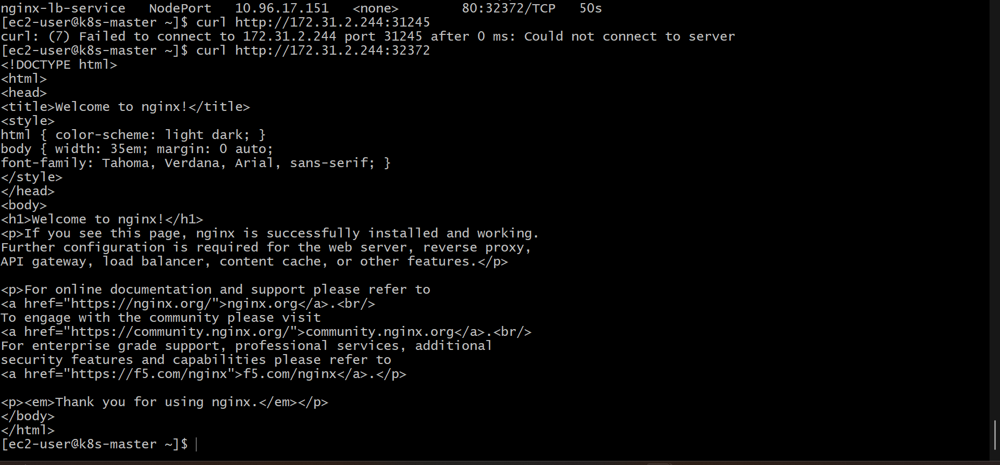 nginx-lb-service   NodePort   10.96.17.151   <none>        80:32372/TCP   50s
[ec2-user@k8s-master ~]$ curl http://172.31.2.244:31245
curl: (7) Failed to connect to 172.31.2.244 port 31245 after 0 ms: Could not connect to server
[ec2-user@k8s-master ~]$ curl http://172.31.2.244:32372
<!DOCTYPE html>
<html>
<head>
<title>Welcome to nginx!</title>
<style>
html { color-scheme: light dark; }
body { width: 35em; margin: 0 auto;
font-family: Tahoma, Verdana, Arial, sans-serif; }
</style>
</head>
<body>
<h1>Welcome to nginx!</h1>
<p>If you see this page, nginx is successfully installed and working.
Further configuration is required for the web server, reverse proxy,
API gateway, load balancer, content cache, or other features.</p>

<p>For online documentation and support please refer to
<a href="https://nginx.org/">nginx.org</a>.<br/>
To engage with the community please visit
<a href="https://community.nginx.org/">community.nginx.org</a>.<br/>
For enterprise grade support, professional services, additional
security features and capabilities please refer to
<a href="https://f5.com/nginx">f5.com/nginx</a>.</p>

<p><em>Thank you for using nginx.</em></p>
</body>
</html>
[ec2-user@k8s-master ~]$